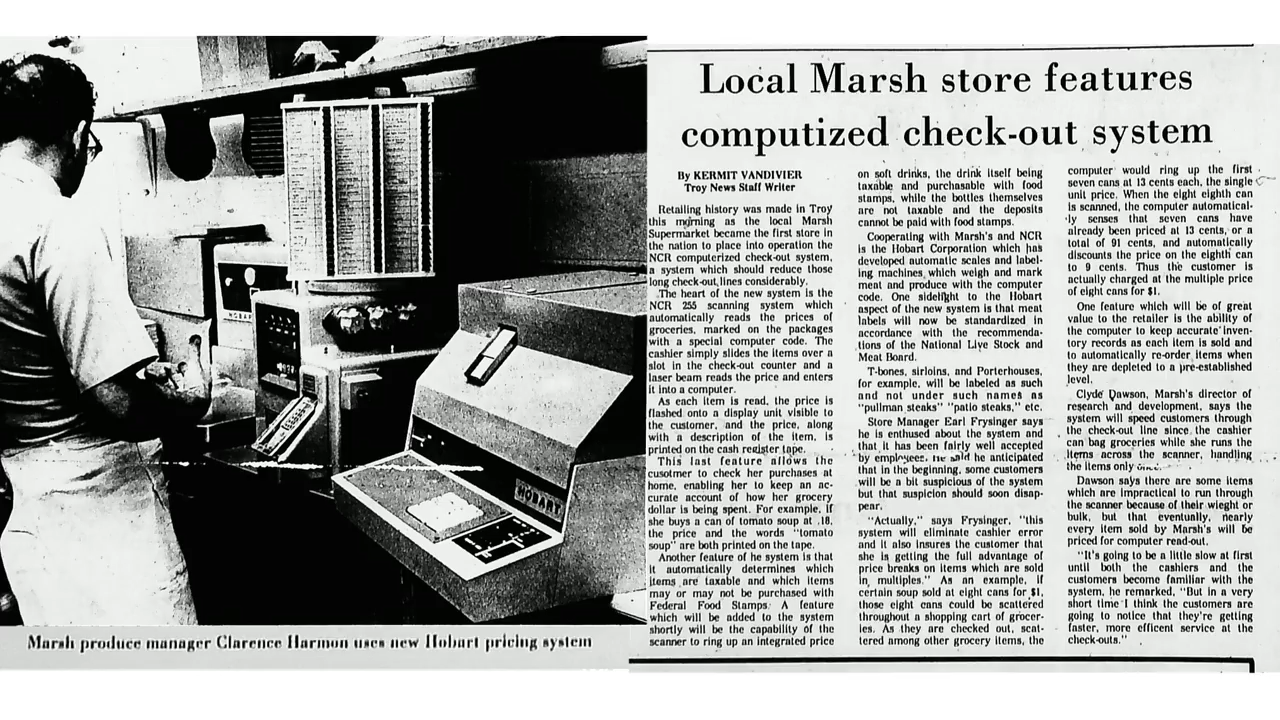 HOBART
HOBART
Marsh produce manager Clarence Harmon uses new Hobart pricing system
Local Marsh store features
computized check-out system
By KERMIT VANDIVIER
Troy News Staff Writer
Retailing history was made in Troy
this morning as the local Marsh
Supermarket became the first store in
the nation to place into operation the
NCR computerized check-out system,
a system which should reduce those
long check-out lines considerably.
The heart of the new system is the
NCR 255 scanning system which
automatically reads the prices of
groceries, marked on the packages
with a special computer code. The
cashier simply slides the items over a
slot in the check-out counter and a
laser beam reads the price and enters
it into a computer.
As each item is read, the price is
flashed onto a display unit visible to
the customer, and the price, along
with a description of the item, is
printed on the cash register tape.
This last feature allows the
cusotmer to check her purchases at
home, enabling her to keep an ac-
curate account of how her grocery
dollar is being spent. For example, if
she buys a can of tomato soup at .18,
the price and the words "tomato
soup" are both printed on the tape.
Another feature of he system is that
it automatically determines which
items are taxable and which items
may or may not be purchased with
Federal Food Stamps. A feature
which will be added to the system
shortly will be the capability of the
scanner to ring up an integrated price
on soft drinks, the drink itself being
taxable and purchasable with food
stamps, while the bottles themselves
are not taxable and the deposits
cannot be paid with food stamps.
Cooperating with Marsh's and NCR
is the Hobart Corporation which has
developed automatic scales and label-
ing machines which weigh and mark
meat and produce with the computer
code. One sidelight to the Hobart
aspect of the new system is that meat
labels will now be standardized in
accordance with the recommenda-
tions of the National Live Stock and
Meat Board.
T-bones, sirloins, and Porterhouses,
for example, will be labeled as such
and not under such names as
"pullman steaks" "patio steaks," etc.
Store Manager Earl Frysinger says
he is enthused about the system and
that it has been fairly well accepted
by employees. He said he anticipated
that in the beginning, some customers
will be a bit suspicious of the system
but that suspicion should soon disap-
pear.
"Actually," says Frysinger, "this
system will eliminate cashier error
and it also insures the customer that
she is getting the full advantage of
price breaks on items which are sold
in multiples." As an example, if
certain soup sold at eight cans for $1,
those eight cans could be scattered
throughout a shopping cart of grocer-
ies. As they are checked out, scat-
tered among other grocery items, the
computer would ring up the first
seven cans at 13 cents each, the single
unit price. When the eight eighth can
is scanned, the computer automatical-
ly senses that seven cans have
already been priced at 13 cents, or a
total of 91 cents, and automatically
discounts the price on the eighth can
to 9 cents. Thus the customer is
actually charged at the multiple price
of eight cans for $1.
One feature which will be of great
value to the retailer is the ability of
the computer to keep accurate inven-
tory records as each item is sold and
to automatically re-order items when
they are depleted to a pre-established
level.
Clyde Dawson, Marsh's director of
research and development, says the
system will speed customers through
the check-out line since the cashier
can bag groceries while she runs the
items across the scanner, handling
the items only once.
Dawson says there are some items
which are impractical to run through
the scanner because of their wieght or
bulk, but that eventually, nearly
every item sold by Marsh's will be
priced for computer read-out.
"It's going to be a little slow at first
until both the cashiers and the
customers become familiar with the
system, he remarked, "But in a very
short time I think the customers are
going to notice that they're getting
faster, more efficent service at the
check-outs."